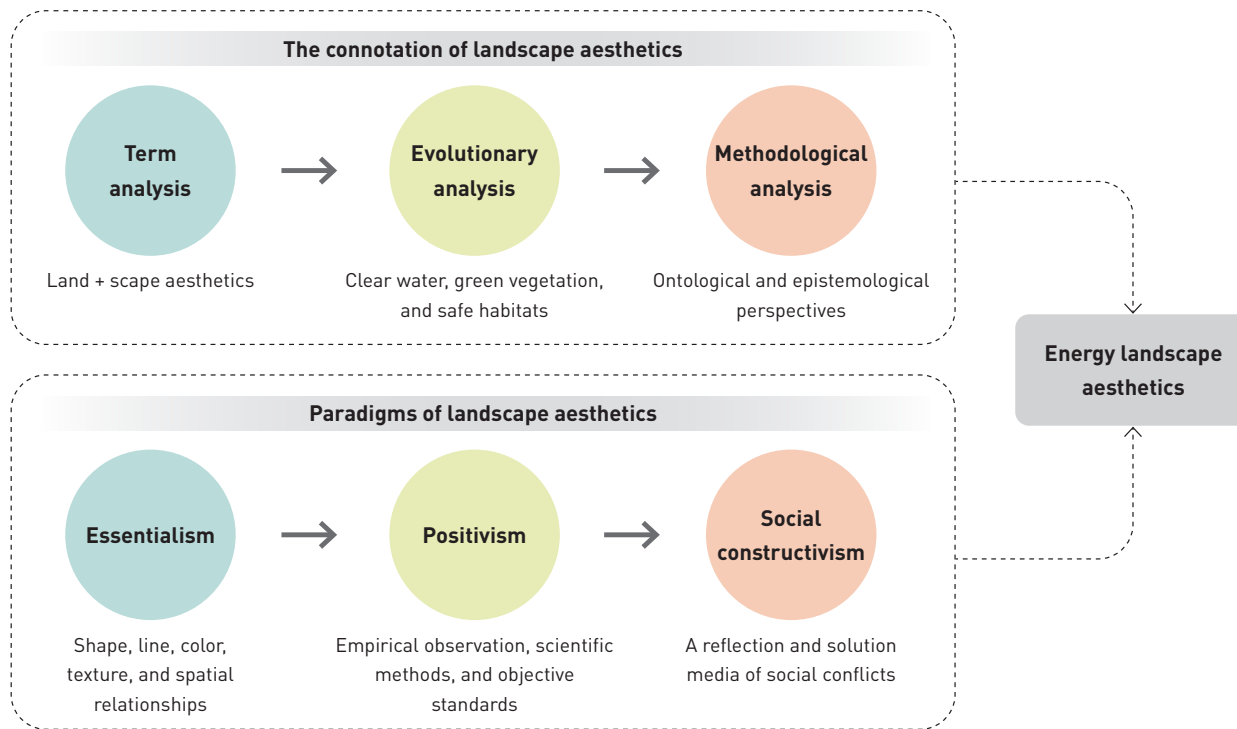 The connotation of landscape aesthetics
Term
analysis
Evolutionary
analysis
Methodological
analysis
Land + scape aesthetics
Clear water, green vegetation,
and safe habitats
Ontological and epistemological
perspectives
Energy landscape
aesthetics
Paradigms of landscape aesthetics
Essentialism
Positivism
Social
constructivism
Shape, line, color,
texture, and spatial
relationships
Empirical observation, scientific
methods, and objective
standards
A reflection and solution
media of social conflicts